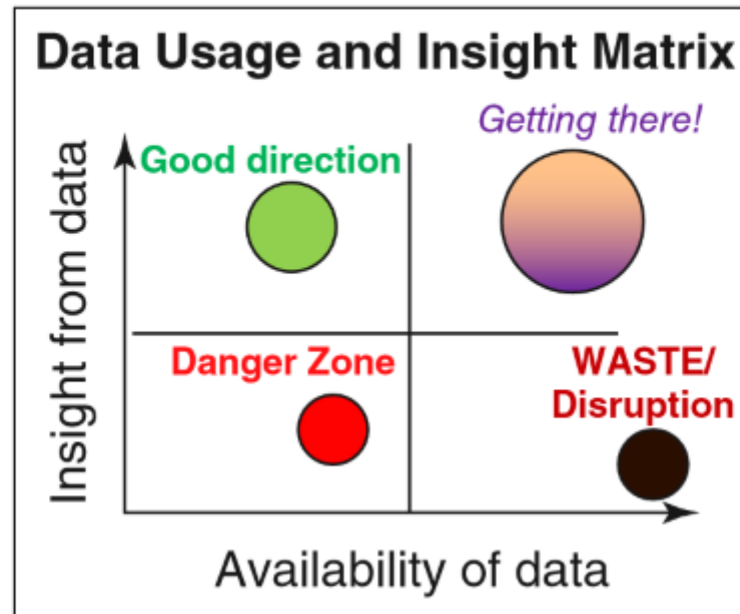 Data Usage and Insight Matrix
Getting there!
Good direction
Insight from data
Danger Zone
WASTE/
Disruption
Availability of data